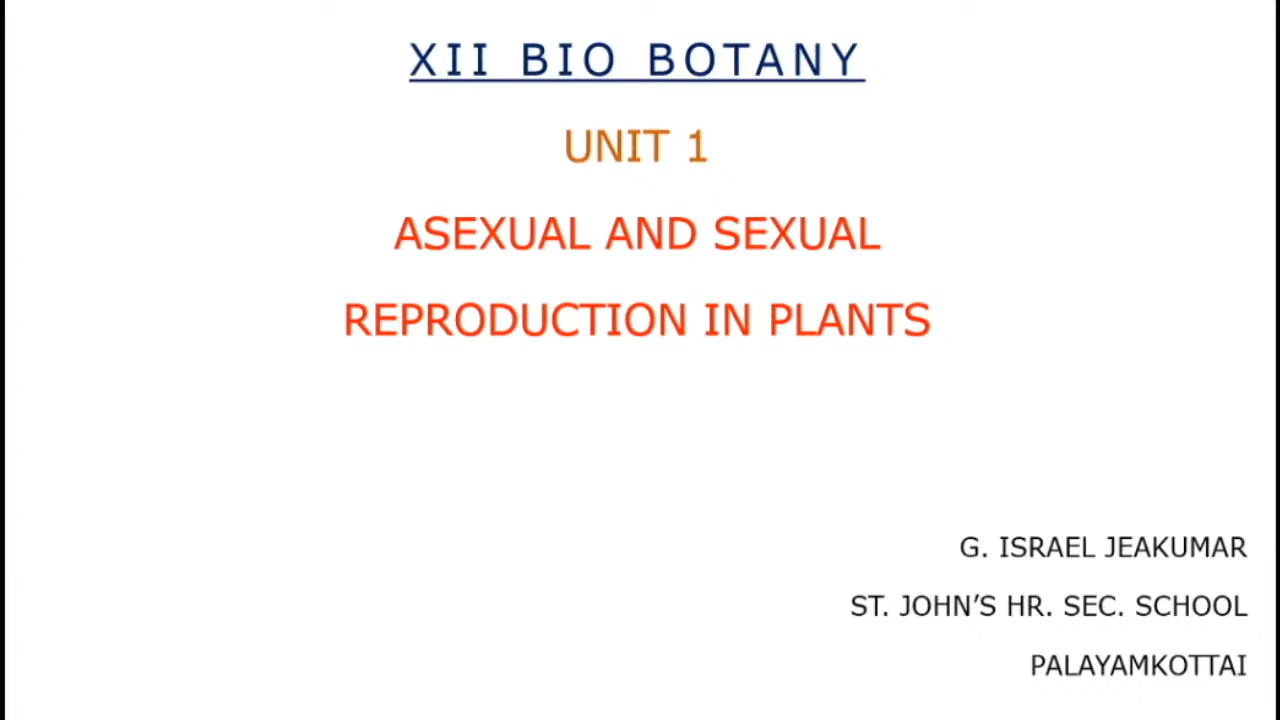 XII BIO BOTANY
UNIT 1
ASEXUAL AND SEXUAL
REPRODUCTION IN PLANTS
G. ISRAEL JEAKUMAR
ST. JOHN’S HR. SEC. SCHOOL
PALAYAMKOTTAI